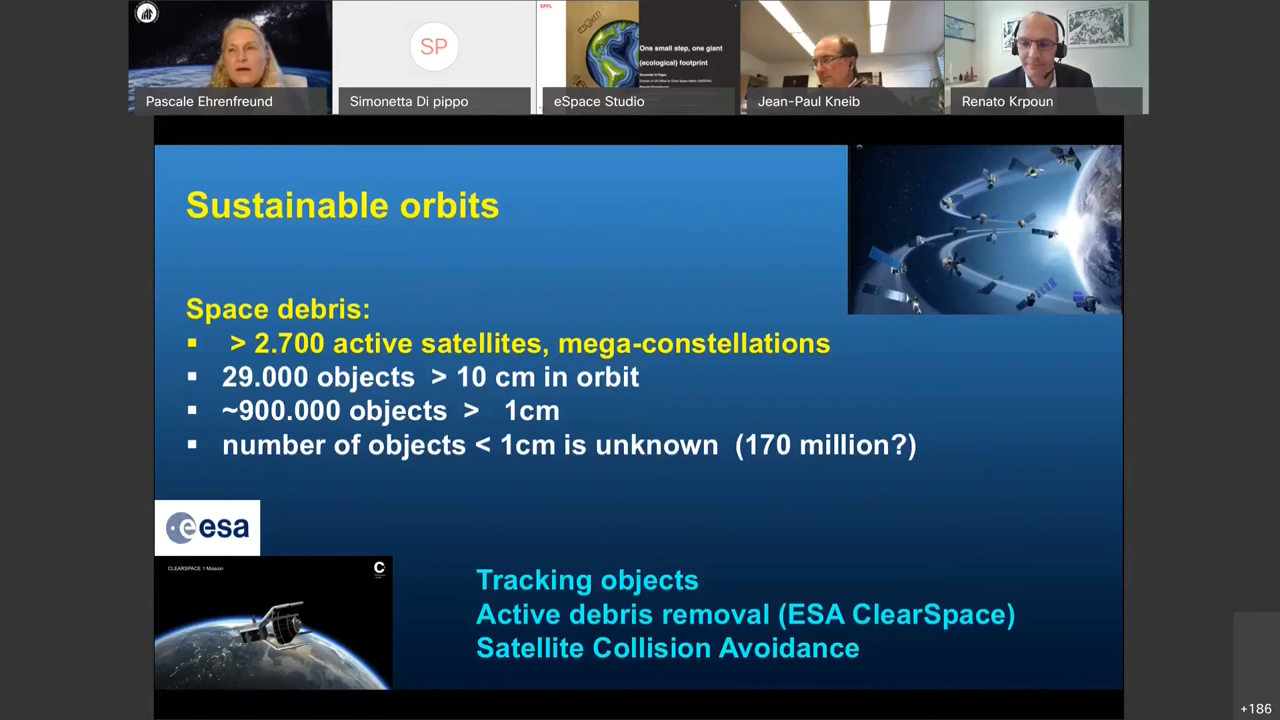 IAF
Pascale Ehrenfreund
SP
Simonetta Di pippo
EPFL
One small step, one giant
(ecological) footprint
eSpace Studio
Jean-Paul Kneib
Renato Krpoun
Sustainable orbits
Space debris:
▪ > 2.700 active satellites, mega-constellations
▪ 29.000 objects > 10 cm in orbit
▪ ~900.000 objects > 1cm
▪ number of objects < 1cm is unknown (170 million?)
esa
CLEARSPACE 1 Mission
C
Tracking objects
Active debris removal (ESA ClearSpace)
Satellite Collision Avoidance
+186